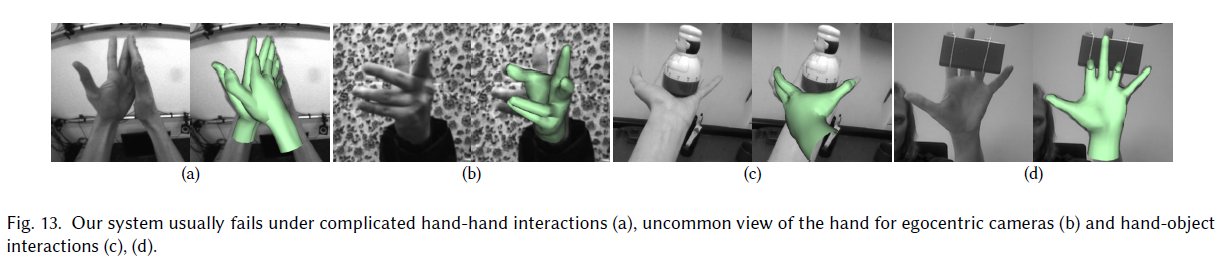 (a)
(b)
(c)
(d)
Fig. 13. Our system usually fails under complicated hand-hand interactions (a), uncommon view of the hand for egocentric cameras (b) and hand-object
interactions (c), (d).